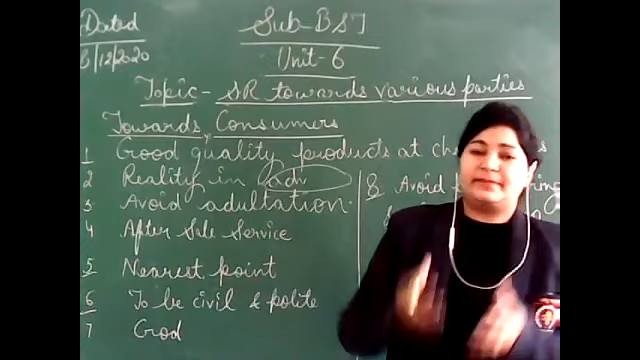 Dated
8/12/2020
Sub-BST
Unit-6
Topic - SR towards various parties
Towards Consumers
1 Good quality products at
2 Reality in adv
3 Avoid adultation.
4 After Sale Service
5 Nearest point
6 To be civil & polite
7 Good
8 Avoid